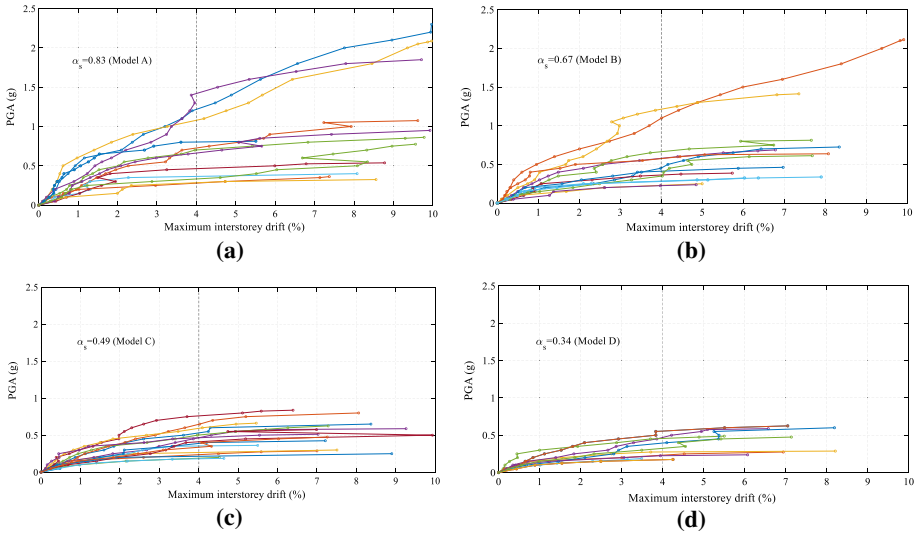 2.5
2
1.5
1
0.5
0
PGA (g)
αs=0.83 (Model A)
0 1 2 3 4 5 6 7 8 9 10
Maximum interstorey drift (%)
(a)
2.5
2
1.5
1
0.5
0
PGA (g)
αs=0.67 (Model B)
0 1 2 3 4 5 6 7 8 9 10
Maximum interstorey drift (%)
(b)
2.5
2
1.5
1
0.5
0
PGA (g)
αs=0.49 (Model C)
0 1 2 3 4 5 6 7 8 9 10
Maximum interstorey drift (%)
(c)
2.5
2
1.5
1
0.5
0
PGA (g)
αs=0.34 (Model D)
0 1 2 3 4 5 6 7 8 9 10
Maximum interstorey drift (%)
(d)